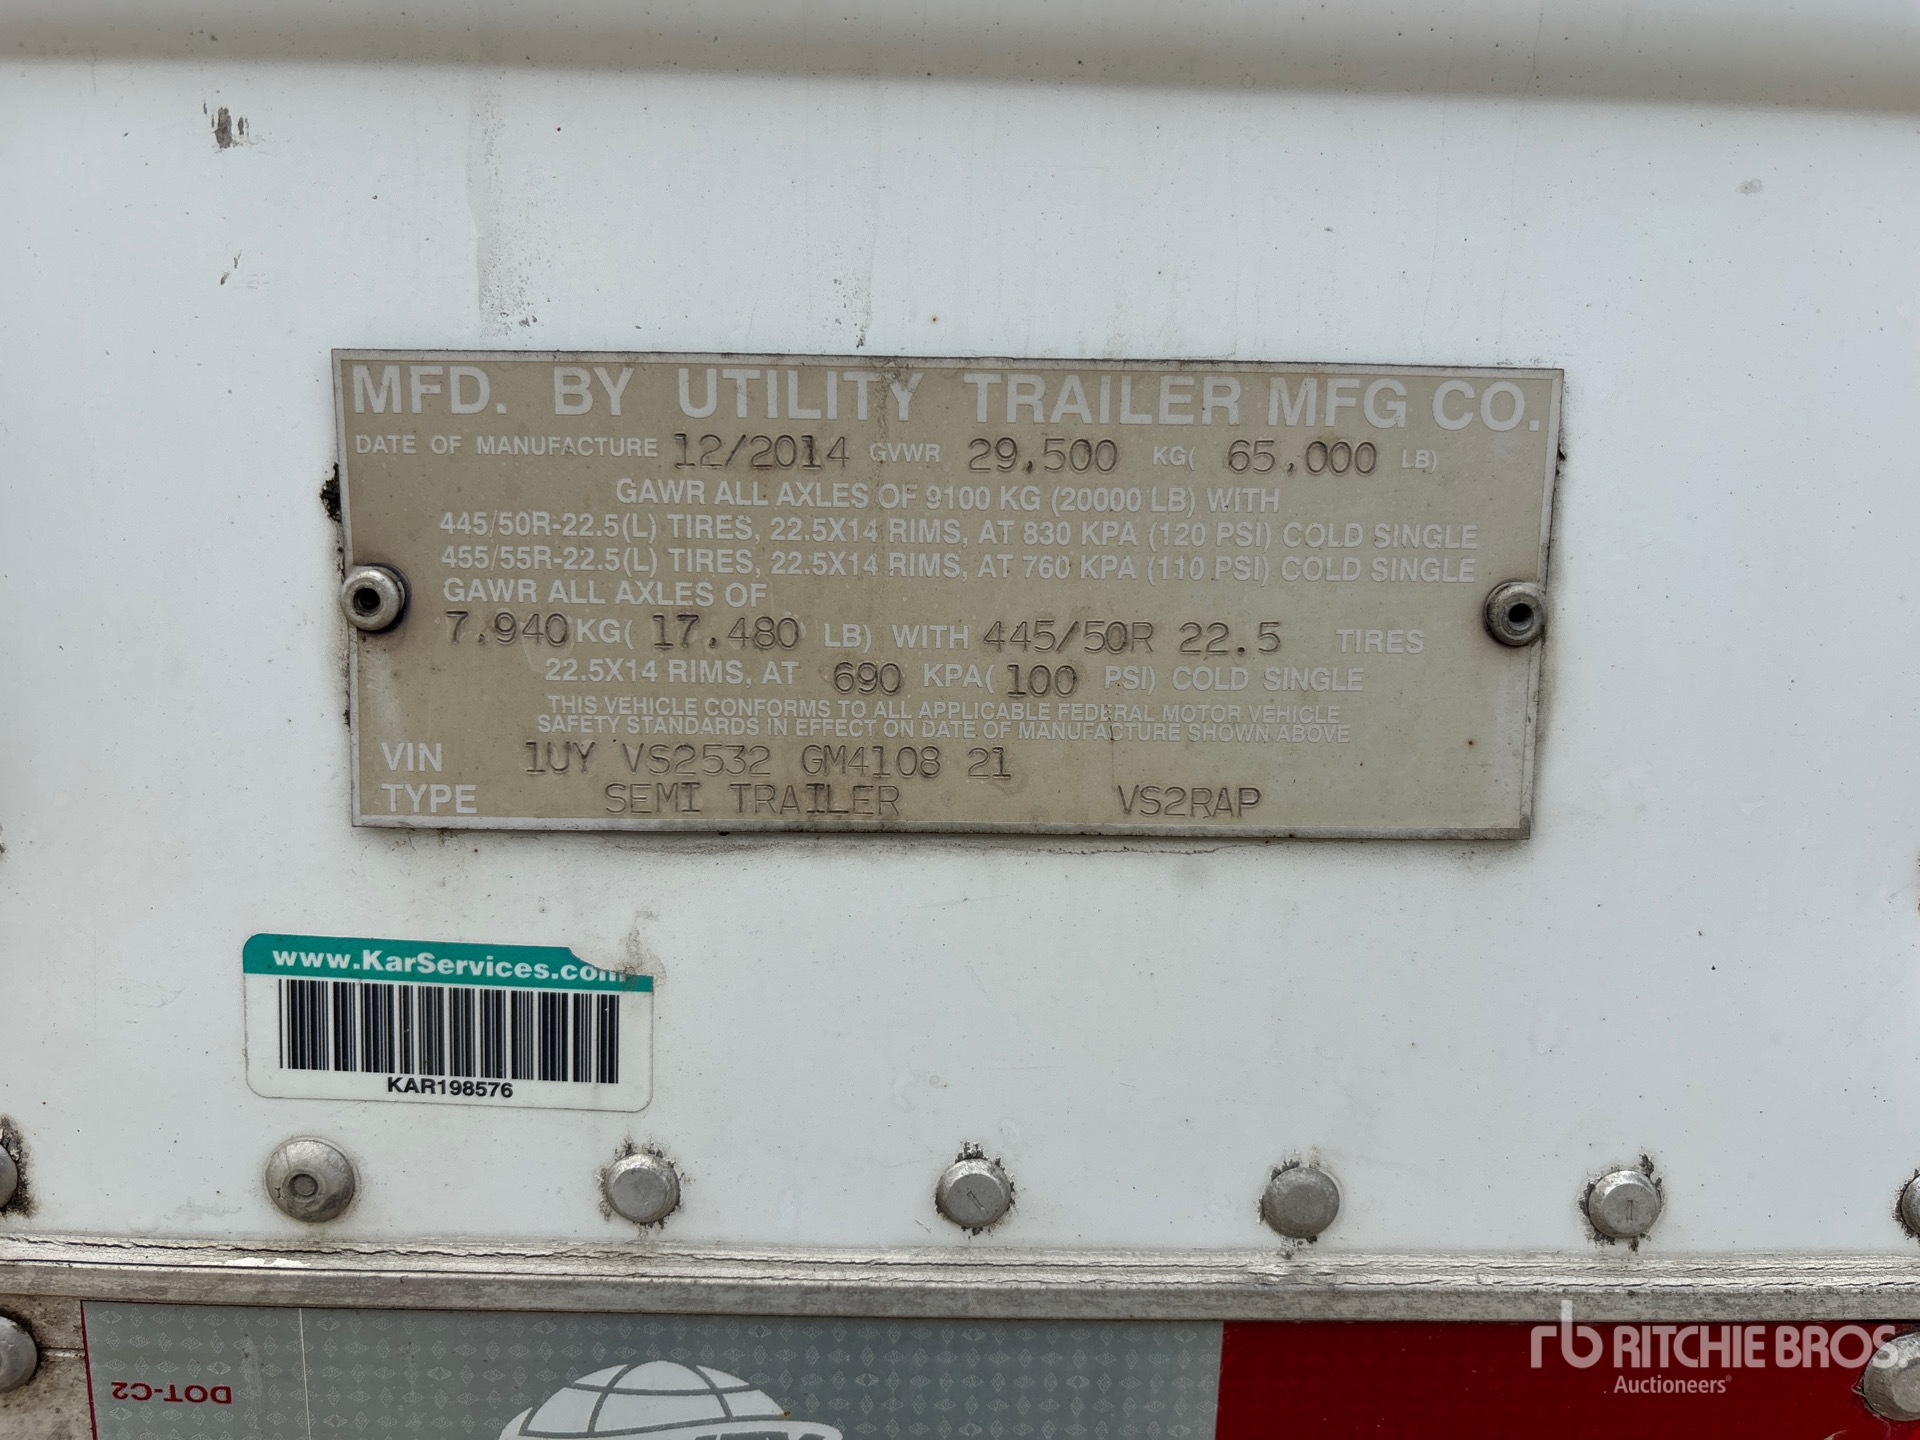 MFD. BY UTILITY TRAILER MFG CO.
DATE OF MANUFACTURE 12/2014 GVWR 29,500 KG( 65,000 LB)
GAWR ALL AXLES OF 9100 KG (20000 LB) WITH
445/50R-22.5(L) TIRES, 22.5X14 RIMS, AT 830 KPA (120 PSI) COLD SINGLE
455/55R-22.5(L) TIRES, 22.5X14 RIMS, AT 760 KPA (110 PSI) COLD SINGLE
GAWR ALL AXLES OF
7,940 KG( 17,480 LB) WITH 445/50R 22.5 TIRES
22.5X14 RIMS, AT 690 KPA( 100 PSI) COLD SINGLE
THIS VEHICLE CONFORMS TO ALL APPLICABLE FEDERAL MOTOR VEHICLE
SAFETY STANDARDS IN EFFECT ON DATE OF MANUFACTURE SHOWN ABOVE
VIN 1UY VS2532 GM4108 21
TYPE SEMI TRAILER VS2RAP
www.KarServices.com
KAR198576
DOT-C2
rb RITCHIE BROS.
Auctioneers